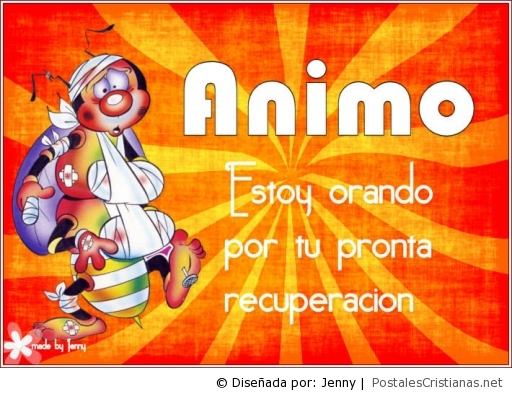 Animo
Estoy orando
por tu pronta
recuperacion
made by Jenny
© Diseñada por: Jenny | PostalesCristianas.net